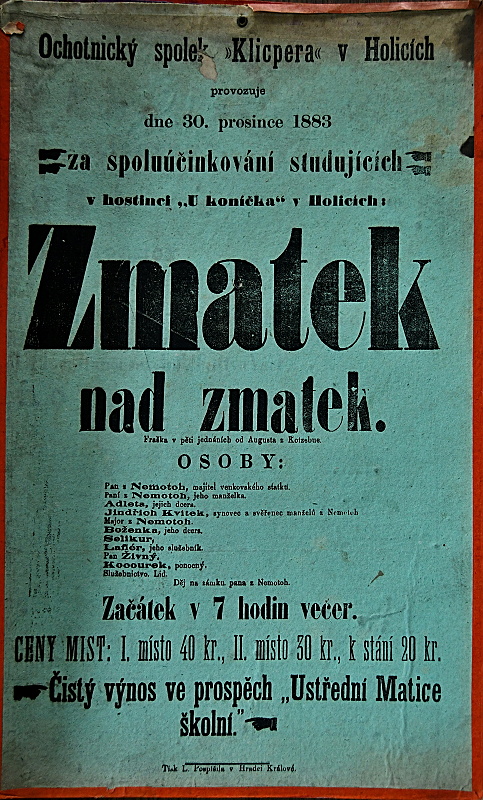 Ochotnický spolek »Klicpera« v Holicích
provozuje
dne 30. prosince 1883
za spoluúčinkování studujících
v hostinci „U koníčka“ v Holicích:
Zmatek
nad zmatek.
Fraška v pěti jednáních od Augusta z Kotzebue.
OSOBY:
Pan z Nemotoh, majitel venkovského statku.
Paní z Nemotoh, jeho manželka.
Adleta, jejich dcera.
Jindřich Kvítek, synovec a svěřenec manželů z Nemotoh
Major z Nemotoh.
Boženka, jeho dcera.
Selikur,
Lafiér, jeho služebník.
Pan Živný,
Kocourek, ponocný.
Služebnictvo. Lid.
Děj na zámku pana z Nemotoh.
Začátek v 7 hodin večer.
CENY MIST: I. místo 40 kr., II. místo 30 kr., k stání 20 kr.
Čistý výnos ve prospěch „Ustřední Matice
školní.”
Tisk L. Pospíšila v Hradci Králové.